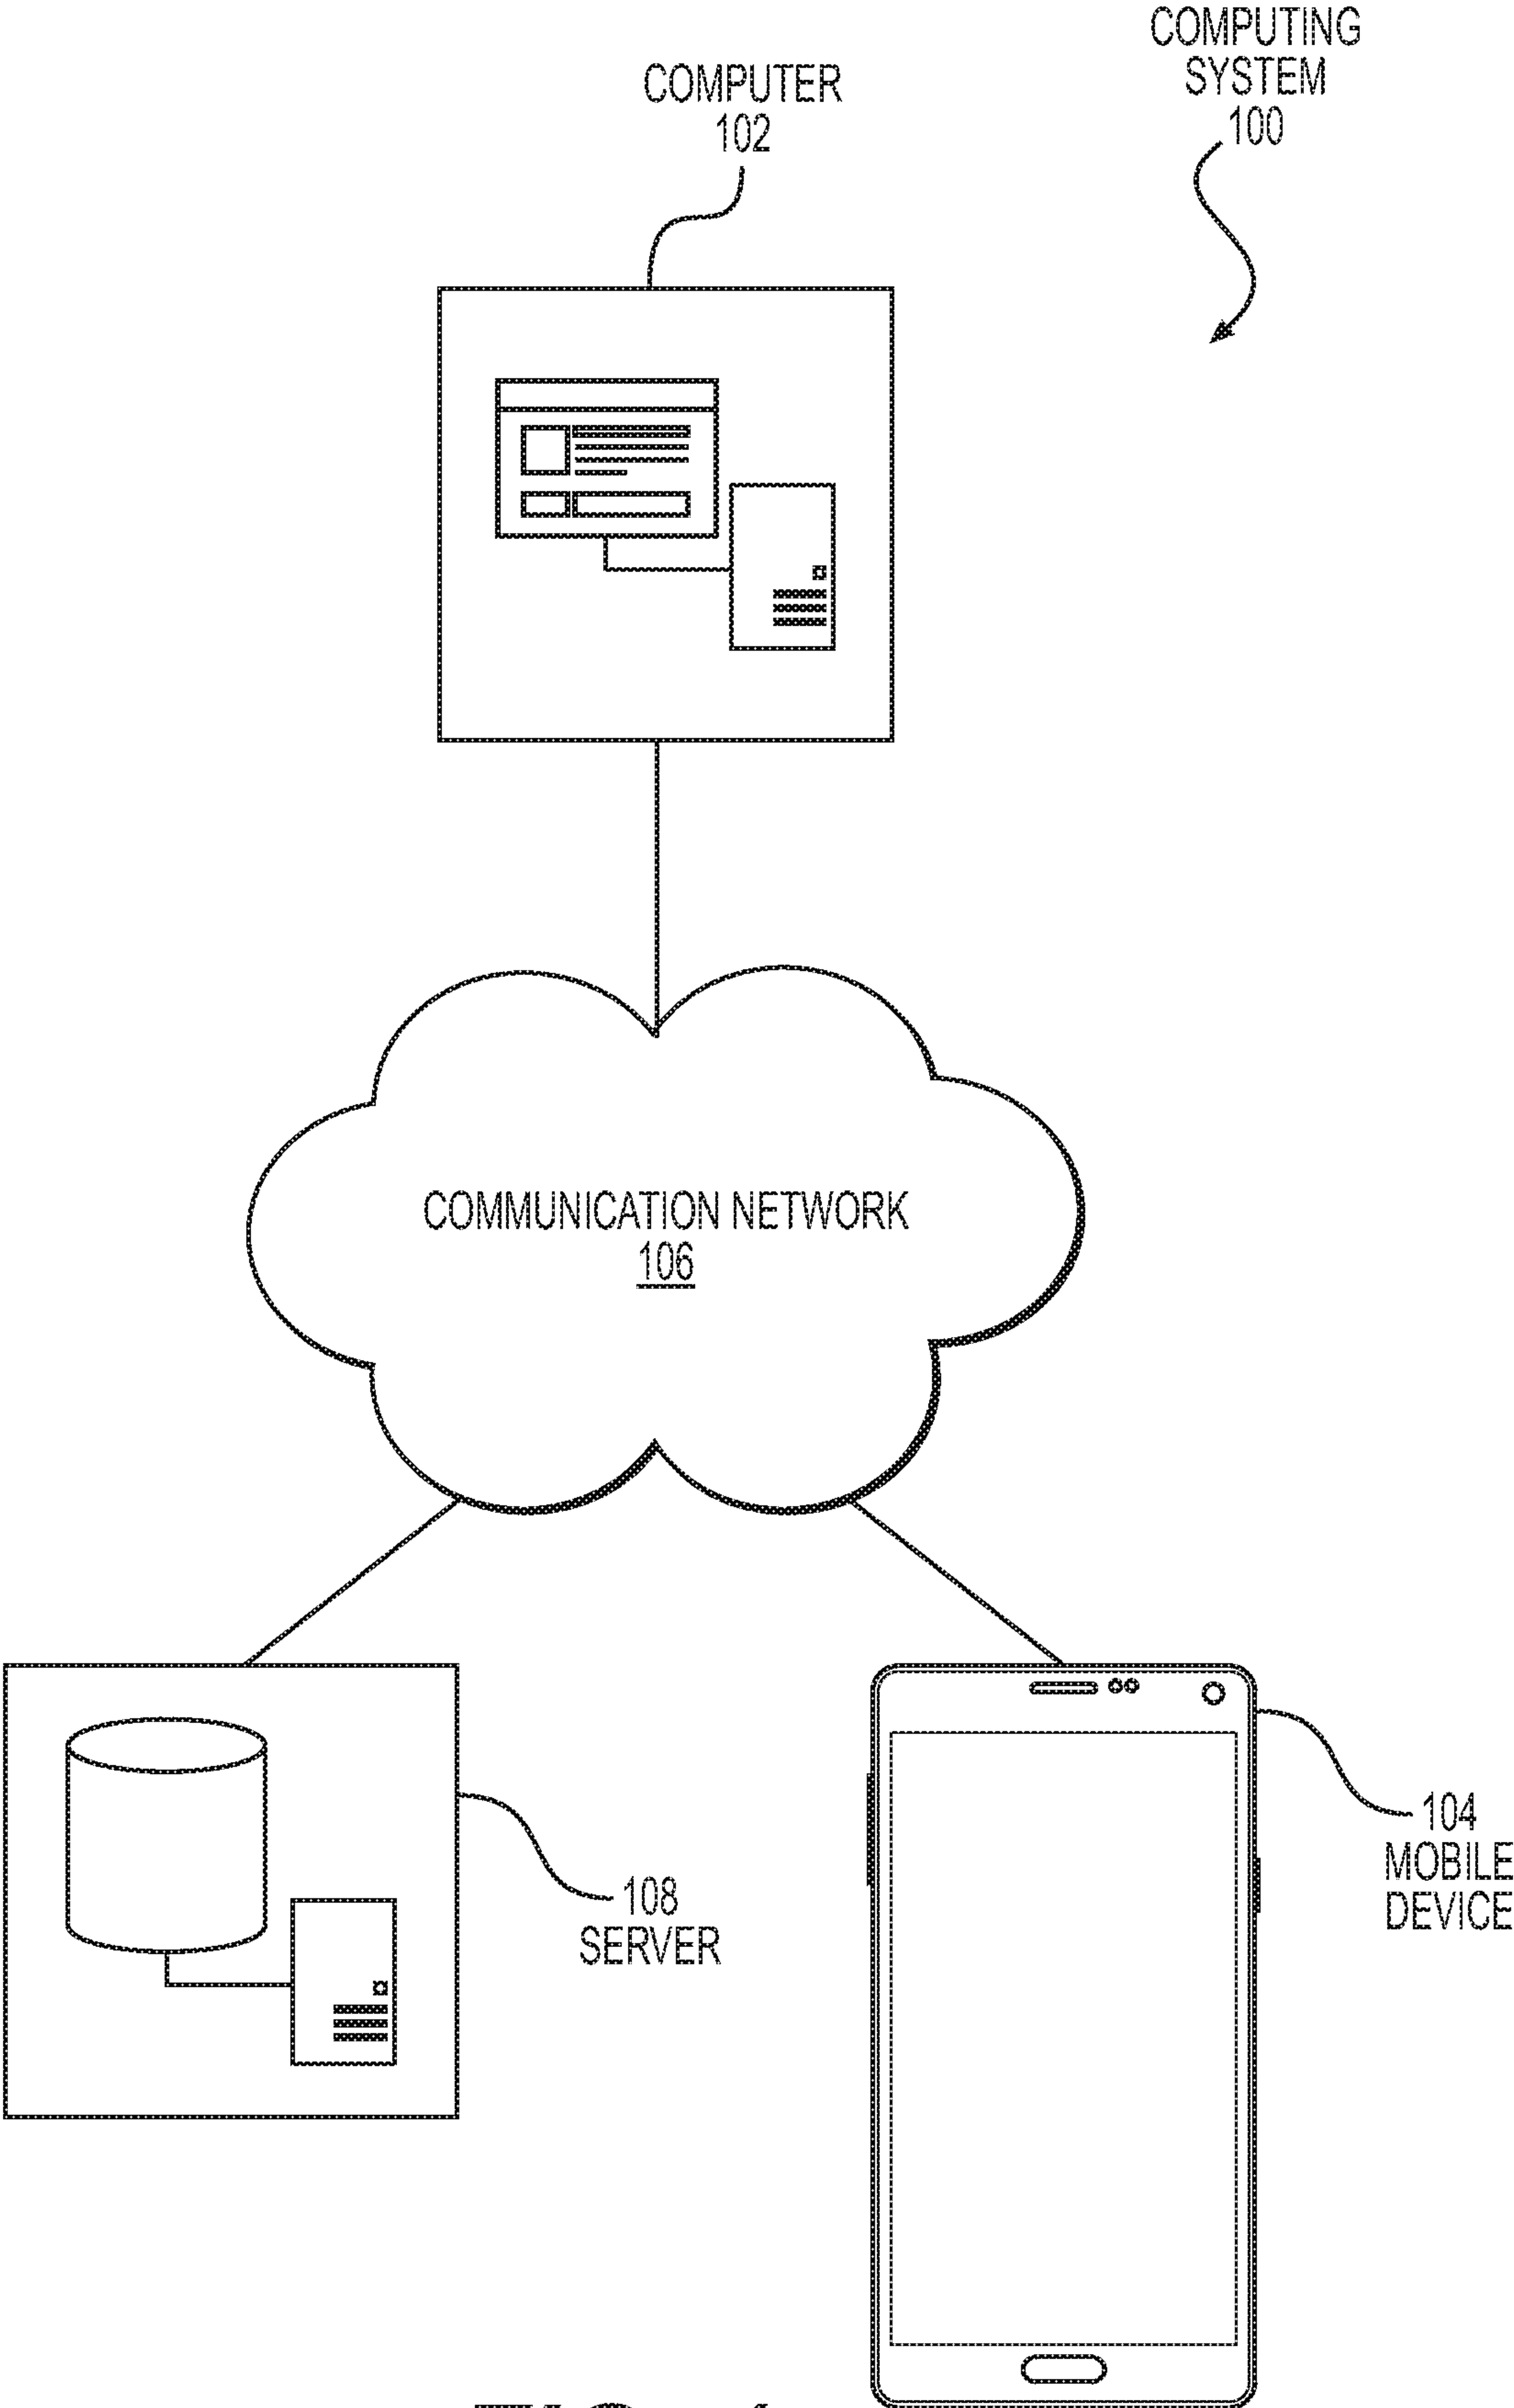 COMPUTING
SYSTEM
100
COMPUTER
102
COMMUNICATION NETWORK
106
104
MOBILE
DEVICE
108
SERVER